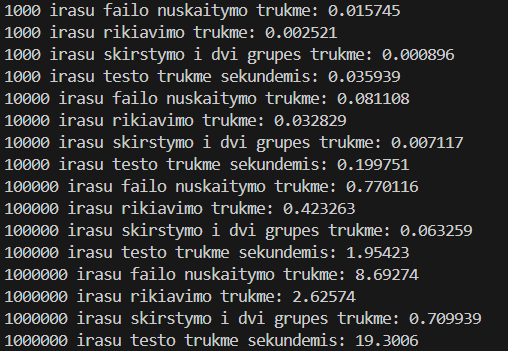 1000 irasu failo nuskaitymo trukme: 0.015745
1000 irasu rikiavimo trukme: 0.002521
1000 irasu skirstymo i dvi grupes trukme: 0.000896
1000 irasu testo trukme sekundemis: 0.035939
10000 irasu failo nuskaitymo trukme: 0.081108
10000 irasu rikiavimo trukme: 0.032829
10000 irasu skirstymo i dvi grupes trukme: 0.007117
10000 irasu testo trukme sekundemis: 0.199751
100000 irasu failo nuskaitymo trukme: 0.770116
100000 irasu rikiavimo trukme: 0.423263
100000 irasu skirstymo i dvi grupes trukme: 0.063259
100000 irasu testo trukme sekundemis: 1.95423
1000000 irasu failo nuskaitymo trukme: 8.69274
1000000 irasu rikiavimo trukme: 2.62574
1000000 irasu skirstymo i dvi grupes trukme: 0.709939
1000000 irasu testo trukme sekundemis: 19.3006